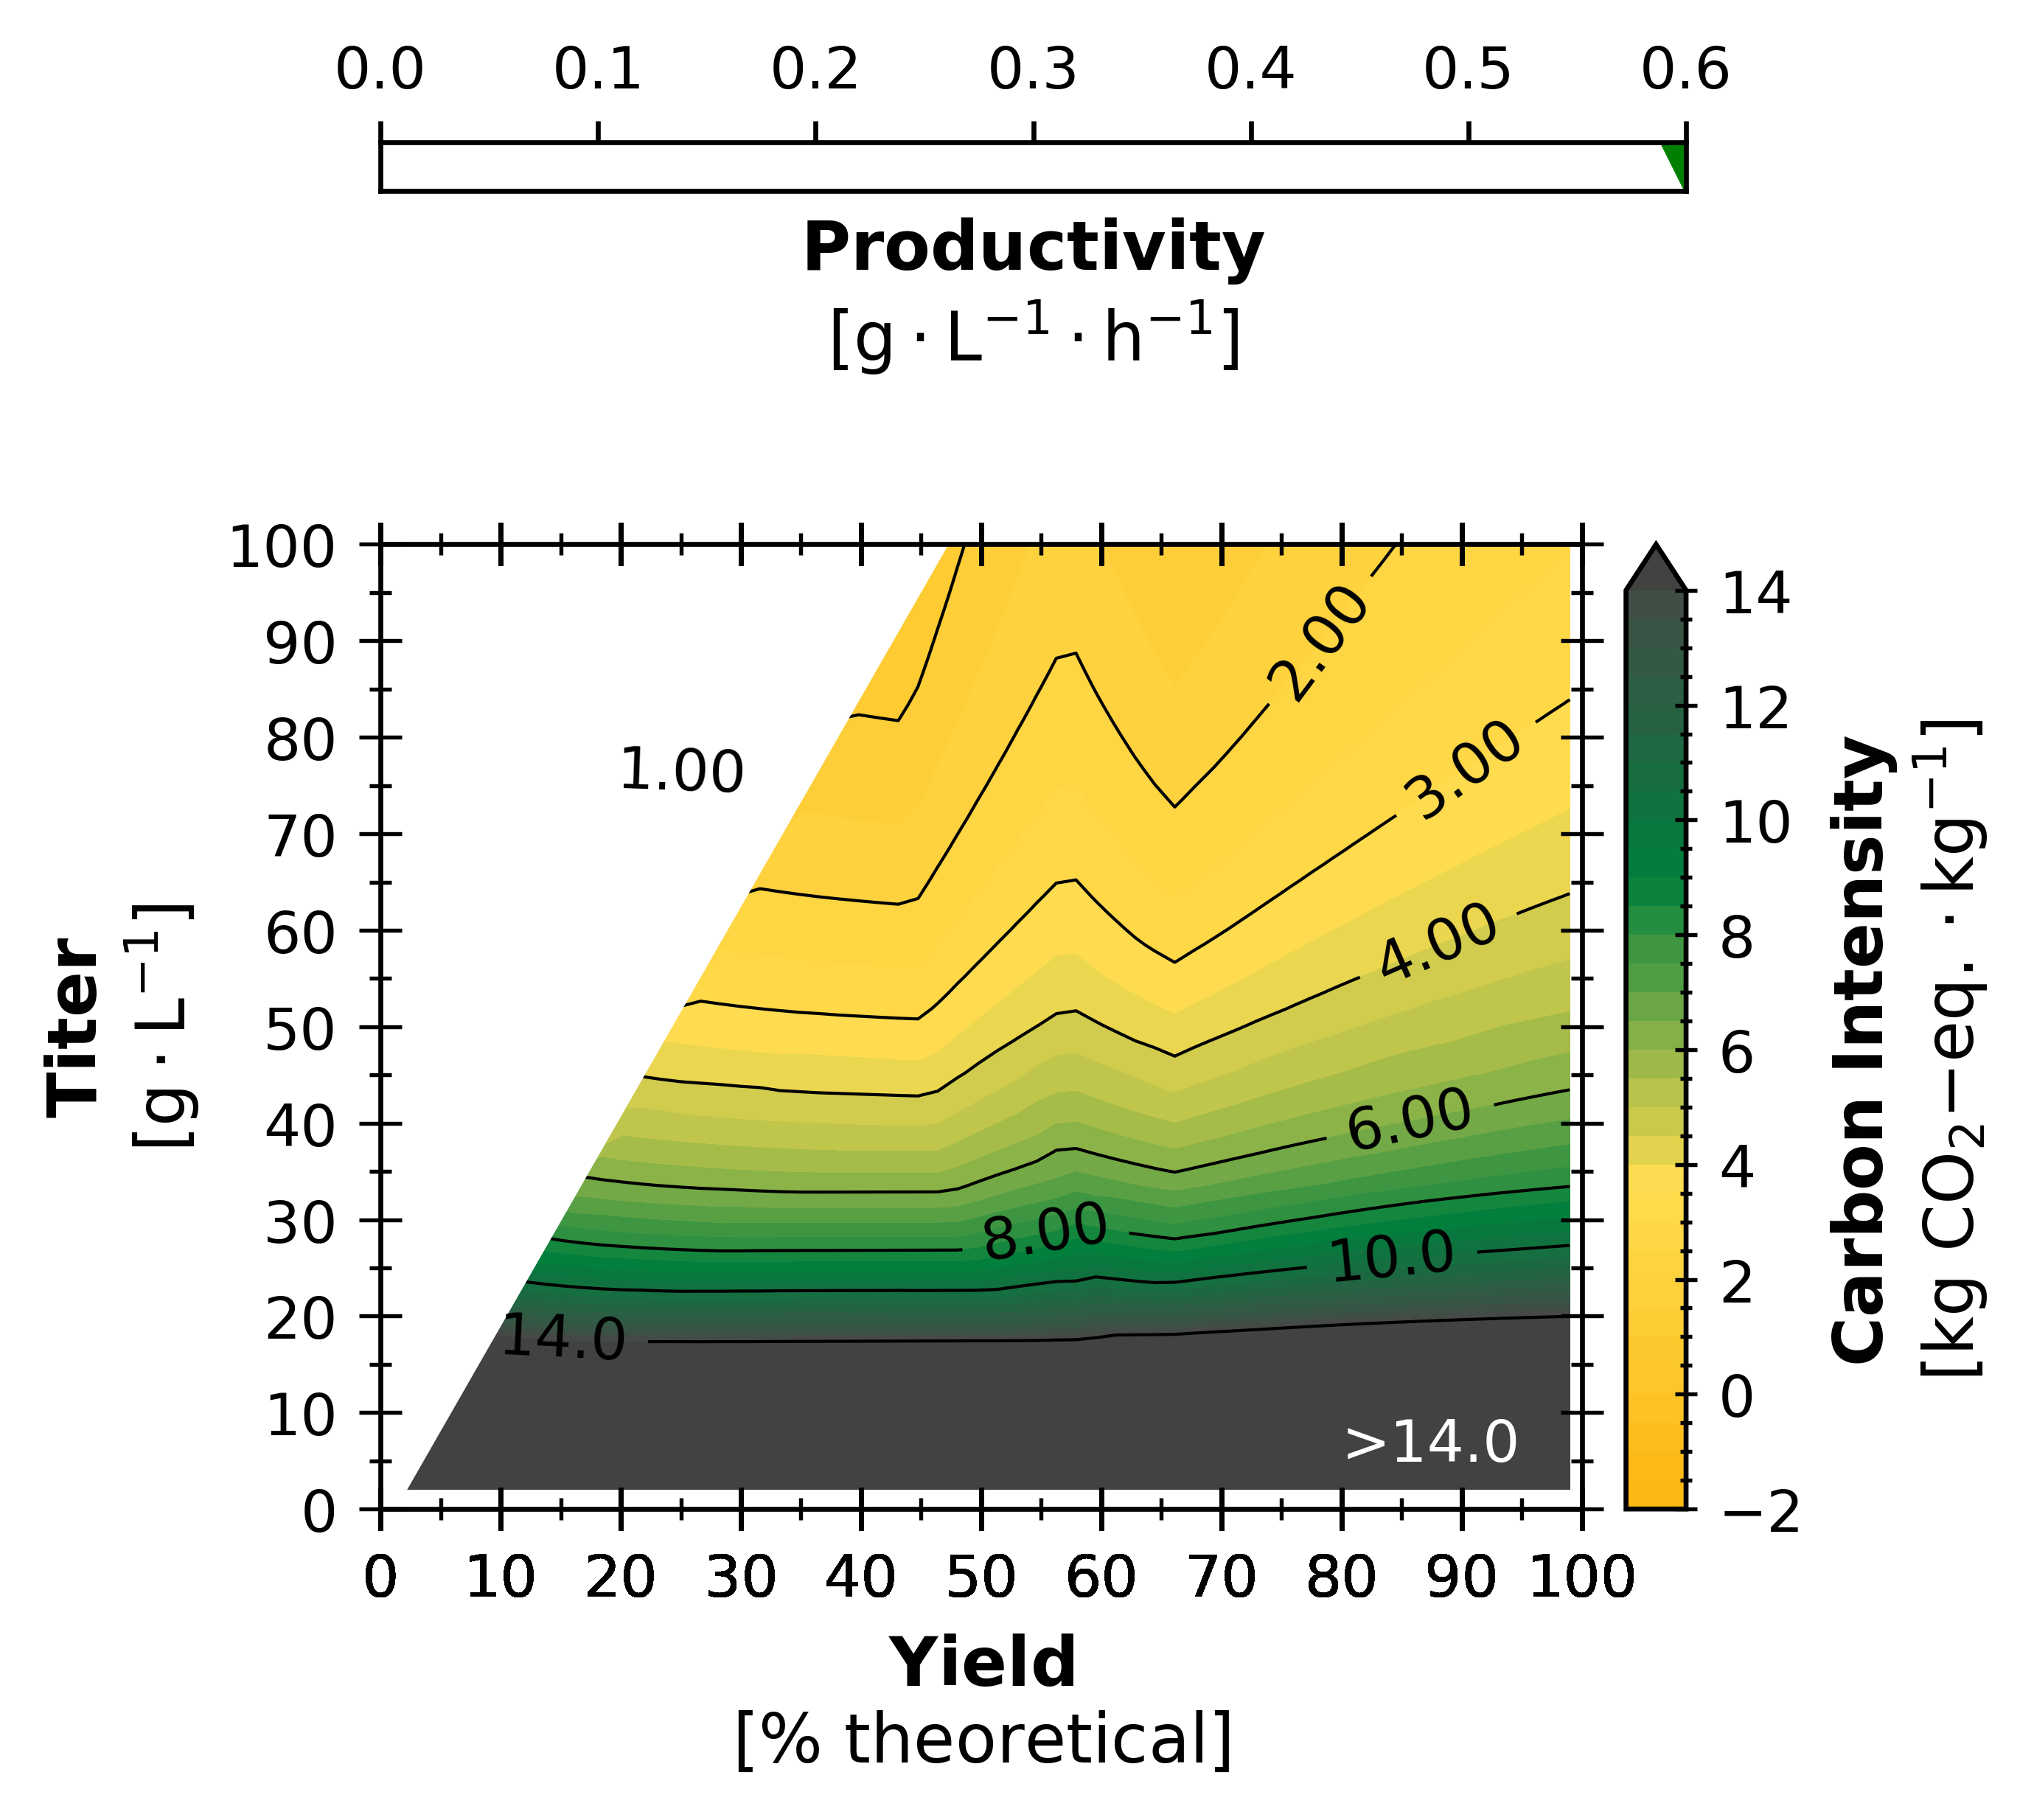 0.0 0.1 0.2 0.3 0.4 0.5 0.6
Productivity
[g · L⁻¹ · h⁻¹]
100
90
80
70
60
50
40
30
20
10
0
Titer
[g · L⁻¹]
1.00
2.00
3.00
4.00
6.00
8.00
10.0
14.0
>14.0
14
12
10
8
6
4
2
0
−2
Carbon Intensity
[kg CO₂−eq. · kg⁻¹]
0 10 20 30 40 50 60 70 80 90 100
Yield
[% theoretical]